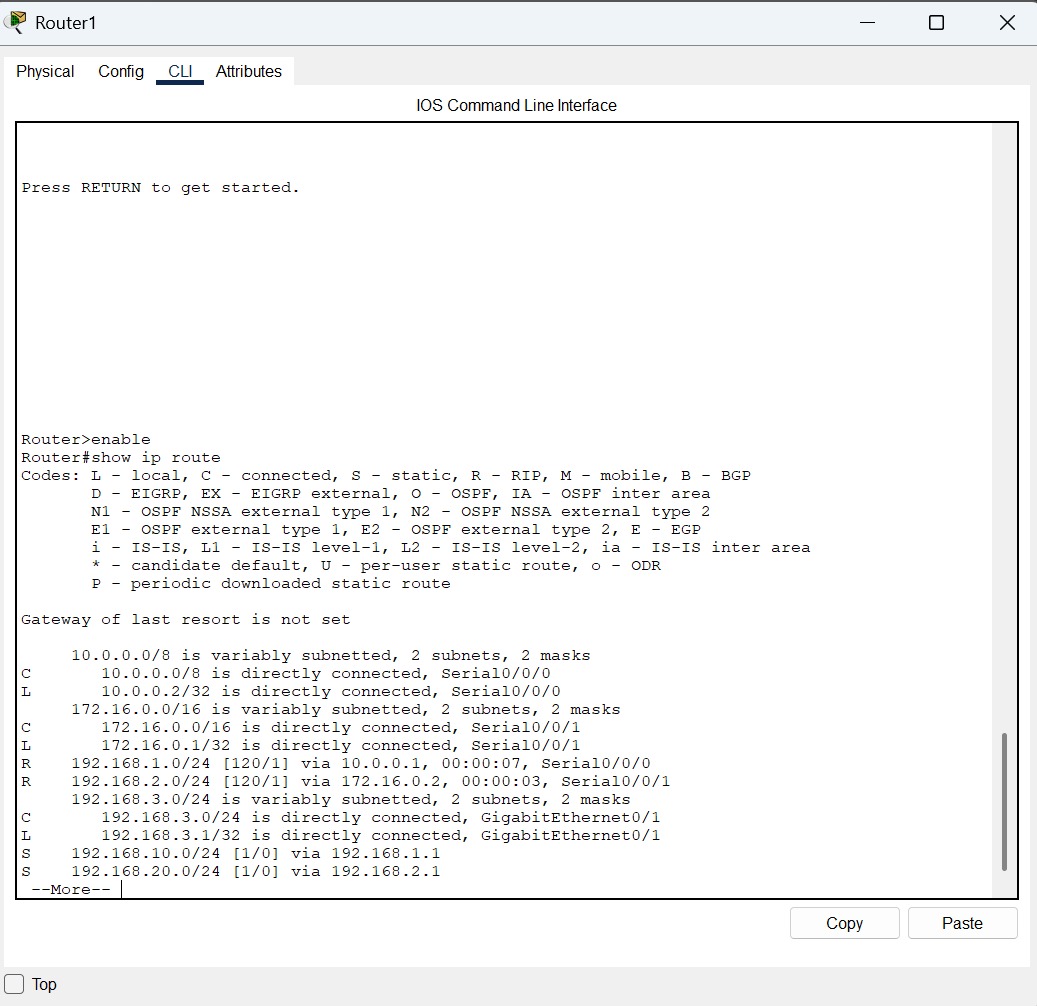 Router1
Physical Config CLI Attributes
IOS Command Line Interface
Press RETURN to get started.
Router>enable
Router#show ip route
Codes: L - local, C - connected, S - static, R - RIP, M - mobile, B - BGP
D - EIGRP, EX - EIGRP external, O - OSPF, IA - OSPF inter area
N1 - OSPF NSSA external type 1, N2 - OSPF NSSA external type 2
E1 - OSPF external type 1, E2 - OSPF external type 2, E - EGP
i - IS-IS, L1 - IS-IS level-1, L2 - IS-IS level-2, ia - IS-IS inter area
* - candidate default, U - per-user static route, o - ODR
P - periodic downloaded static route
Gateway of last resort is not set
10.0.0.0/8 is variably subnetted, 2 subnets, 2 masks
C 10.0.0.0/8 is directly connected, Serial0/0/0
L 10.0.0.2/32 is directly connected, Serial0/0/0
172.16.0.0/16 is variably subnetted, 2 subnets, 2 masks
C 172.16.0.0/16 is directly connected, Serial0/0/1
L 172.16.0.1/32 is directly connected, Serial0/0/1
R 192.168.1.0/24 [120/1] via 10.0.0.1, 00:00:07, Serial0/0/0
R 192.168.2.0/24 [120/1] via 172.16.0.2, 00:00:03, Serial0/0/1
192.168.3.0/24 is variably subnetted, 2 subnets, 2 masks
C 192.168.3.0/24 is directly connected, GigabitEthernet0/1
L 192.168.3.1/32 is directly connected, GigabitEthernet0/1
S 192.168.10.0/24 [1/0] via 192.168.1.1
S 192.168.20.0/24 [1/0] via 192.168.2.1
--More--
Copy Paste
Top